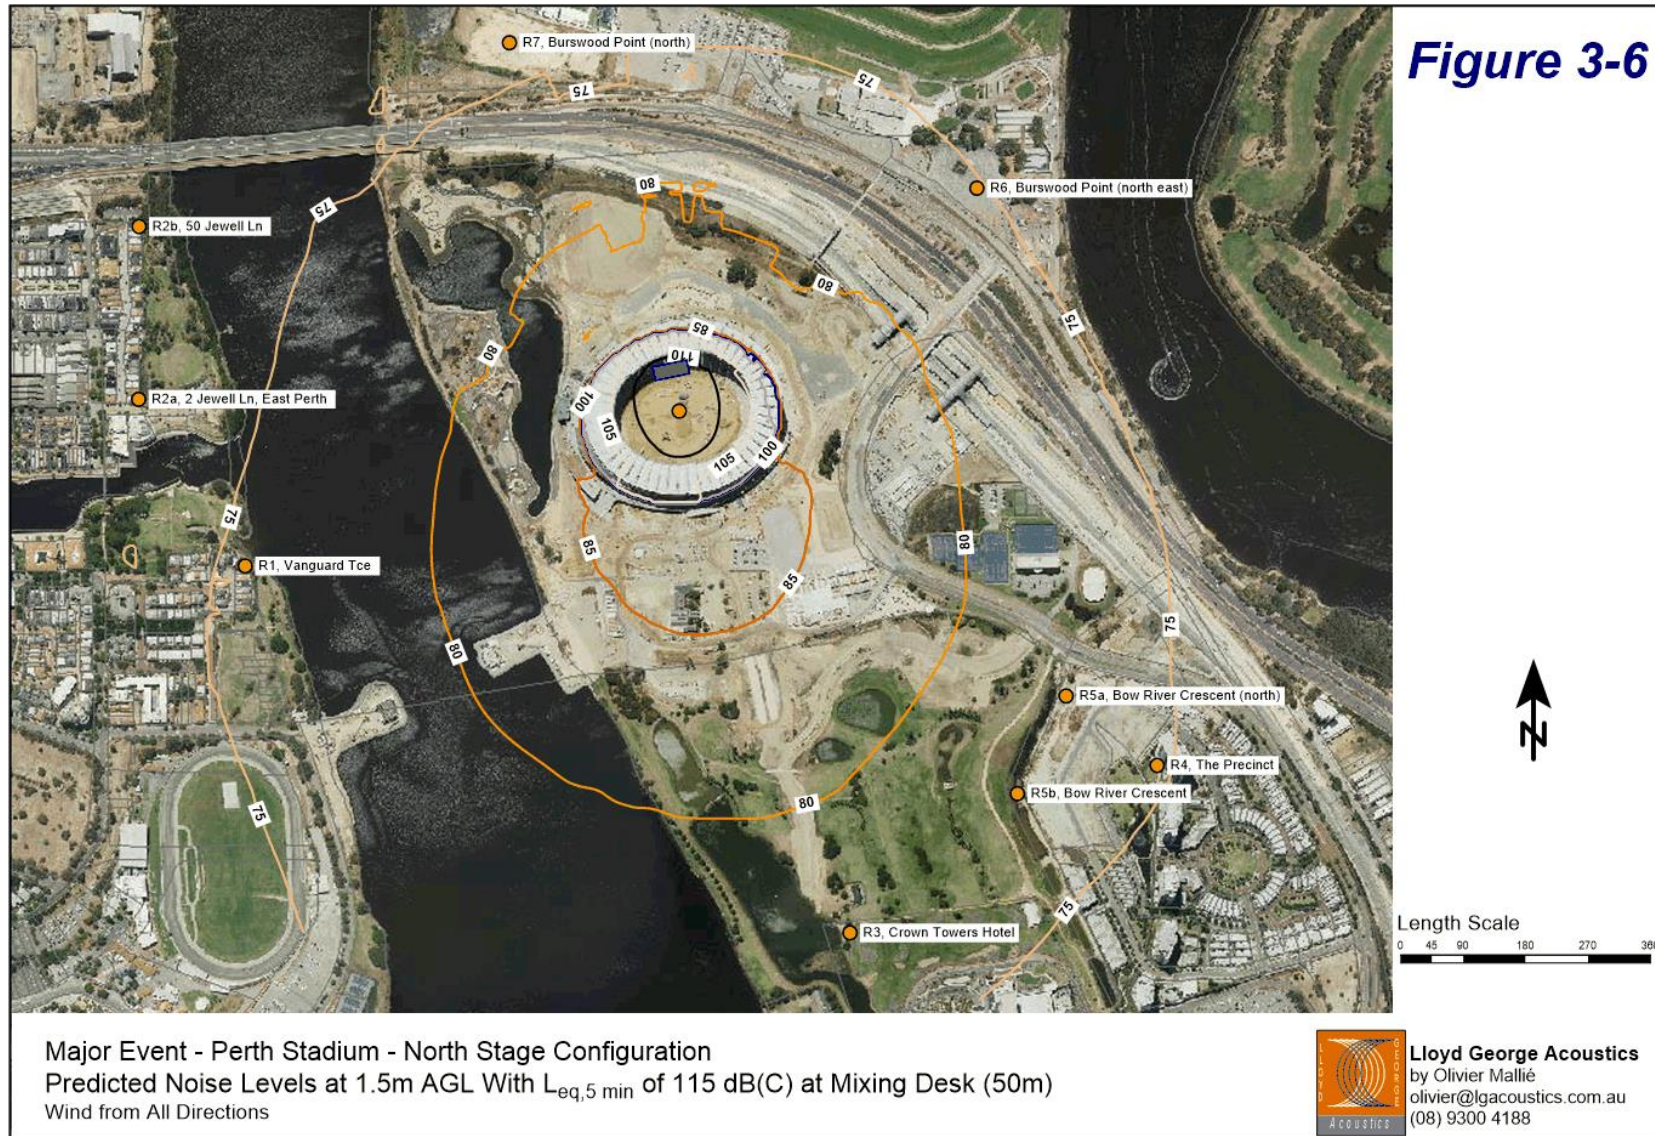 Figure 3-6
R7, Burswood Point (north)
75
75
75
R6, Burswood Point (north east)
80
R2b, 50 Jewell Ln
80
75
85
110
80
100
R2a, 2 Jewell Ln, East Perth
105
100
105
75
85
80
R1, Vanguard Tce
85
75
80
R5a, Bow River Crescent (north)
R4, The Precinct
R5b, Bow River Crescent
80
75
75
R3, Crown Towers Hotel
N
Length Scale
0 45 90 180 270 360
Major Event - Perth Stadium - North Stage Configuration
Predicted Noise Levels at 1.5m AGL With Leq,5 min of 115 dB(C) at Mixing Desk (50m)
Wind from All Directions
LLOYD
GEORGE
Acoustics
Lloyd George Acoustics
by Olivier Mallié
olivier@lgacoustics.com.au
(08) 9300 4188